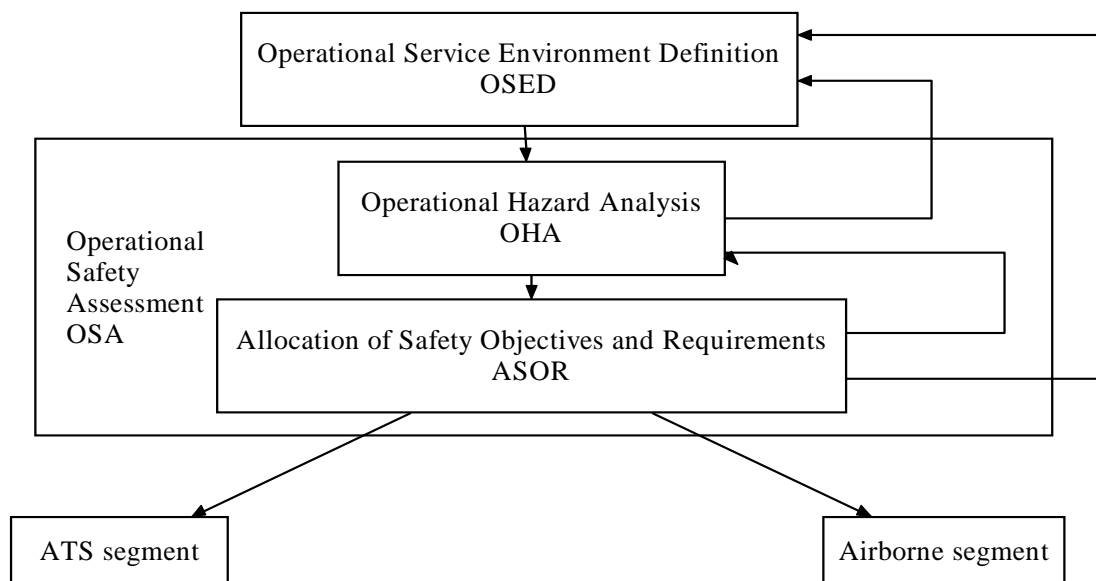 Operational Service Environment Definition
OSED
Operational Hazard Analysis
OHA
Operational
Safety
Assessment
OSA
Allocation of Safety Objectives and Requirements
ASOR
ATS segment
Airborne segment